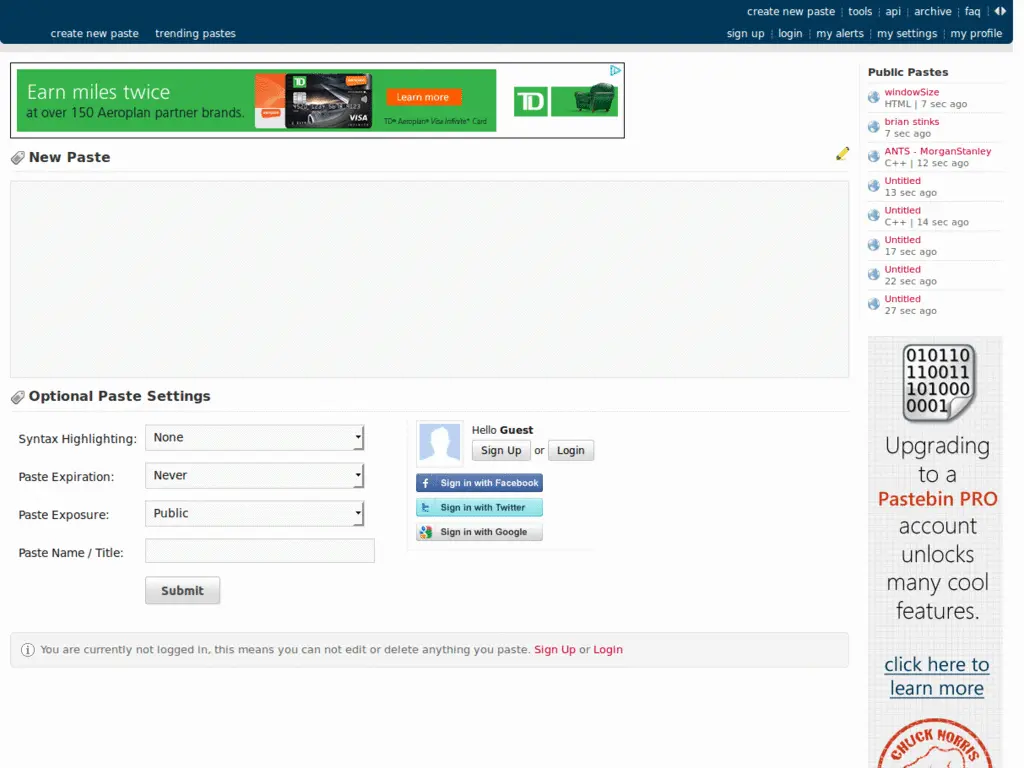 create new paste tools api archive faq
create new paste trending pastes
sign up login my alerts my settings my profile
Earn miles twice
at over 150 Aeroplan partner brands.
TD
VISA
Learn more
TD® Aeroplan® Visa Infinite* Card
TD
New Paste
Optional Paste Settings
Syntax Highlighting: None
Paste Expiration: Never
Paste Exposure: Public
Paste Name / Title:
Submit
Hello Guest
Sign Up or Login
Sign in with Facebook
Sign in with Twitter
Sign in with Google
You are currently not logged in, this means you can not edit or delete anything you paste. Sign Up or Login
Public Pastes
windowSize
HTML | 7 sec ago
brian stinks
7 sec ago
ANTS - MorganStanley
C++ | 12 sec ago
Untitled
13 sec ago
Untitled
C++ | 14 sec ago
Untitled
17 sec ago
Untitled
22 sec ago
Untitled
27 sec ago
010110
110011
101000
0001
Upgrading
to a
Pastebin PRO
account
unlocks
many cool
features.
click here to
learn more
CHUCK NORRIS